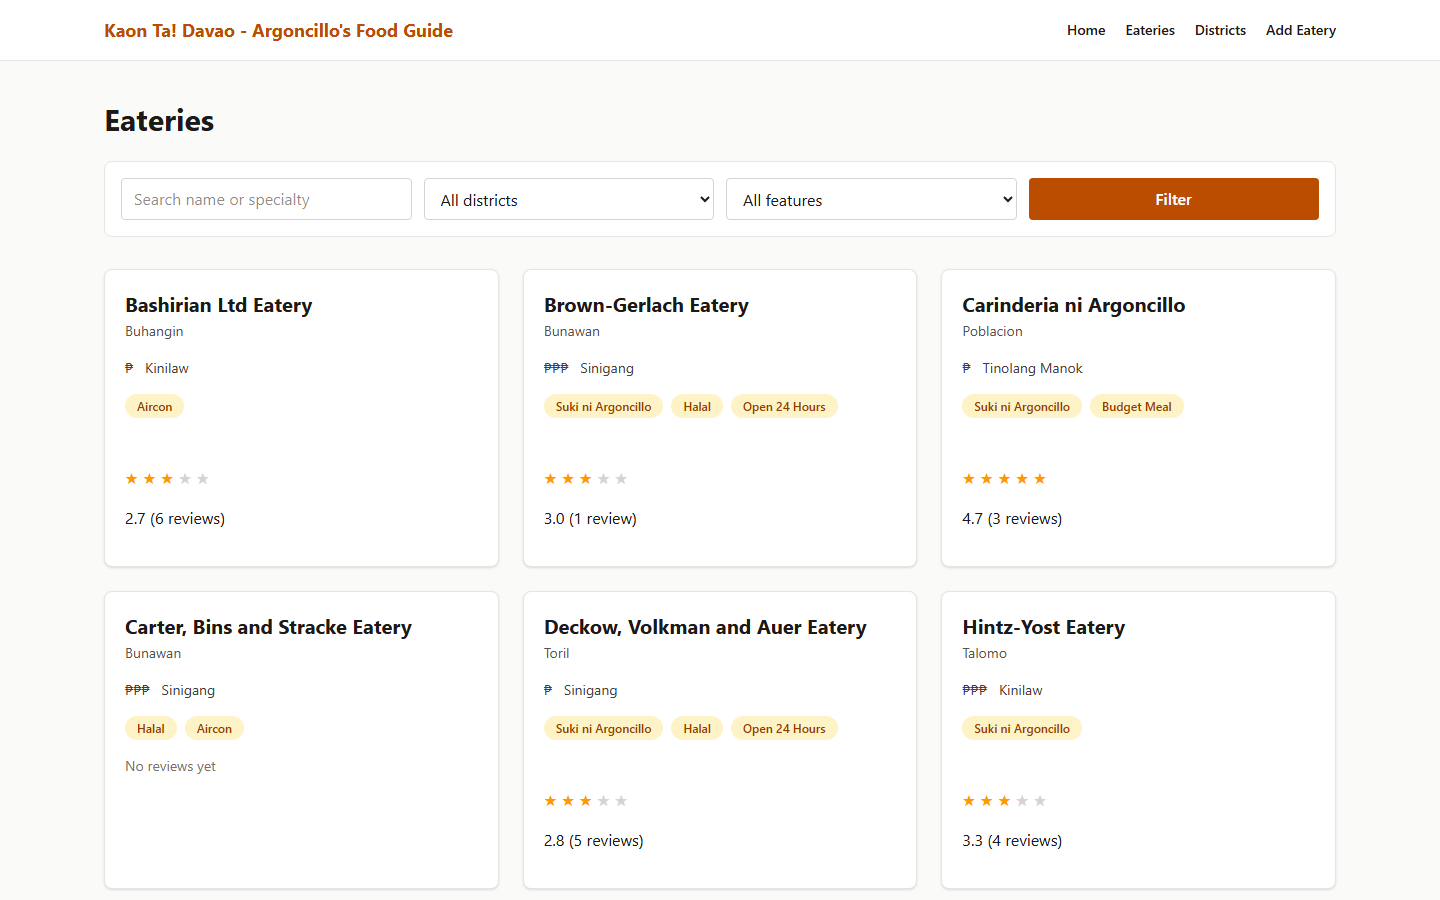 Kaon Ta! Davao - Argoncillo's Food Guide
Home Eateries Districts Add Eatery
Eateries
Search name or specialty All districts All features Filter
Bashirian Ltd Eatery
Buhangin
₱ Kinilaw
Aircon
★★★★★
2.7 (6 reviews)
Brown-Gerlach Eatery
Bunawan
₱₱₱ Sinigang
Suki ni Argoncillo Halal Open 24 Hours
★★★★★
3.0 (1 review)
Carinderia ni Argoncillo
Poblacion
₱ Tinolang Manok
Suki ni Argoncillo Budget Meal
★★★★★
4.7 (3 reviews)
Carter, Bins and Stracke Eatery
Bunawan
₱₱₱ Sinigang
Halal Aircon
No reviews yet
Deckow, Volkman and Auer Eatery
Toril
₱ Sinigang
Suki ni Argoncillo Halal Open 24 Hours
★★★★★
2.8 (5 reviews)
Hintz-Yost Eatery
Talomo
₱₱₱ Kinilaw
Suki ni Argoncillo
★★★★★
3.3 (4 reviews)